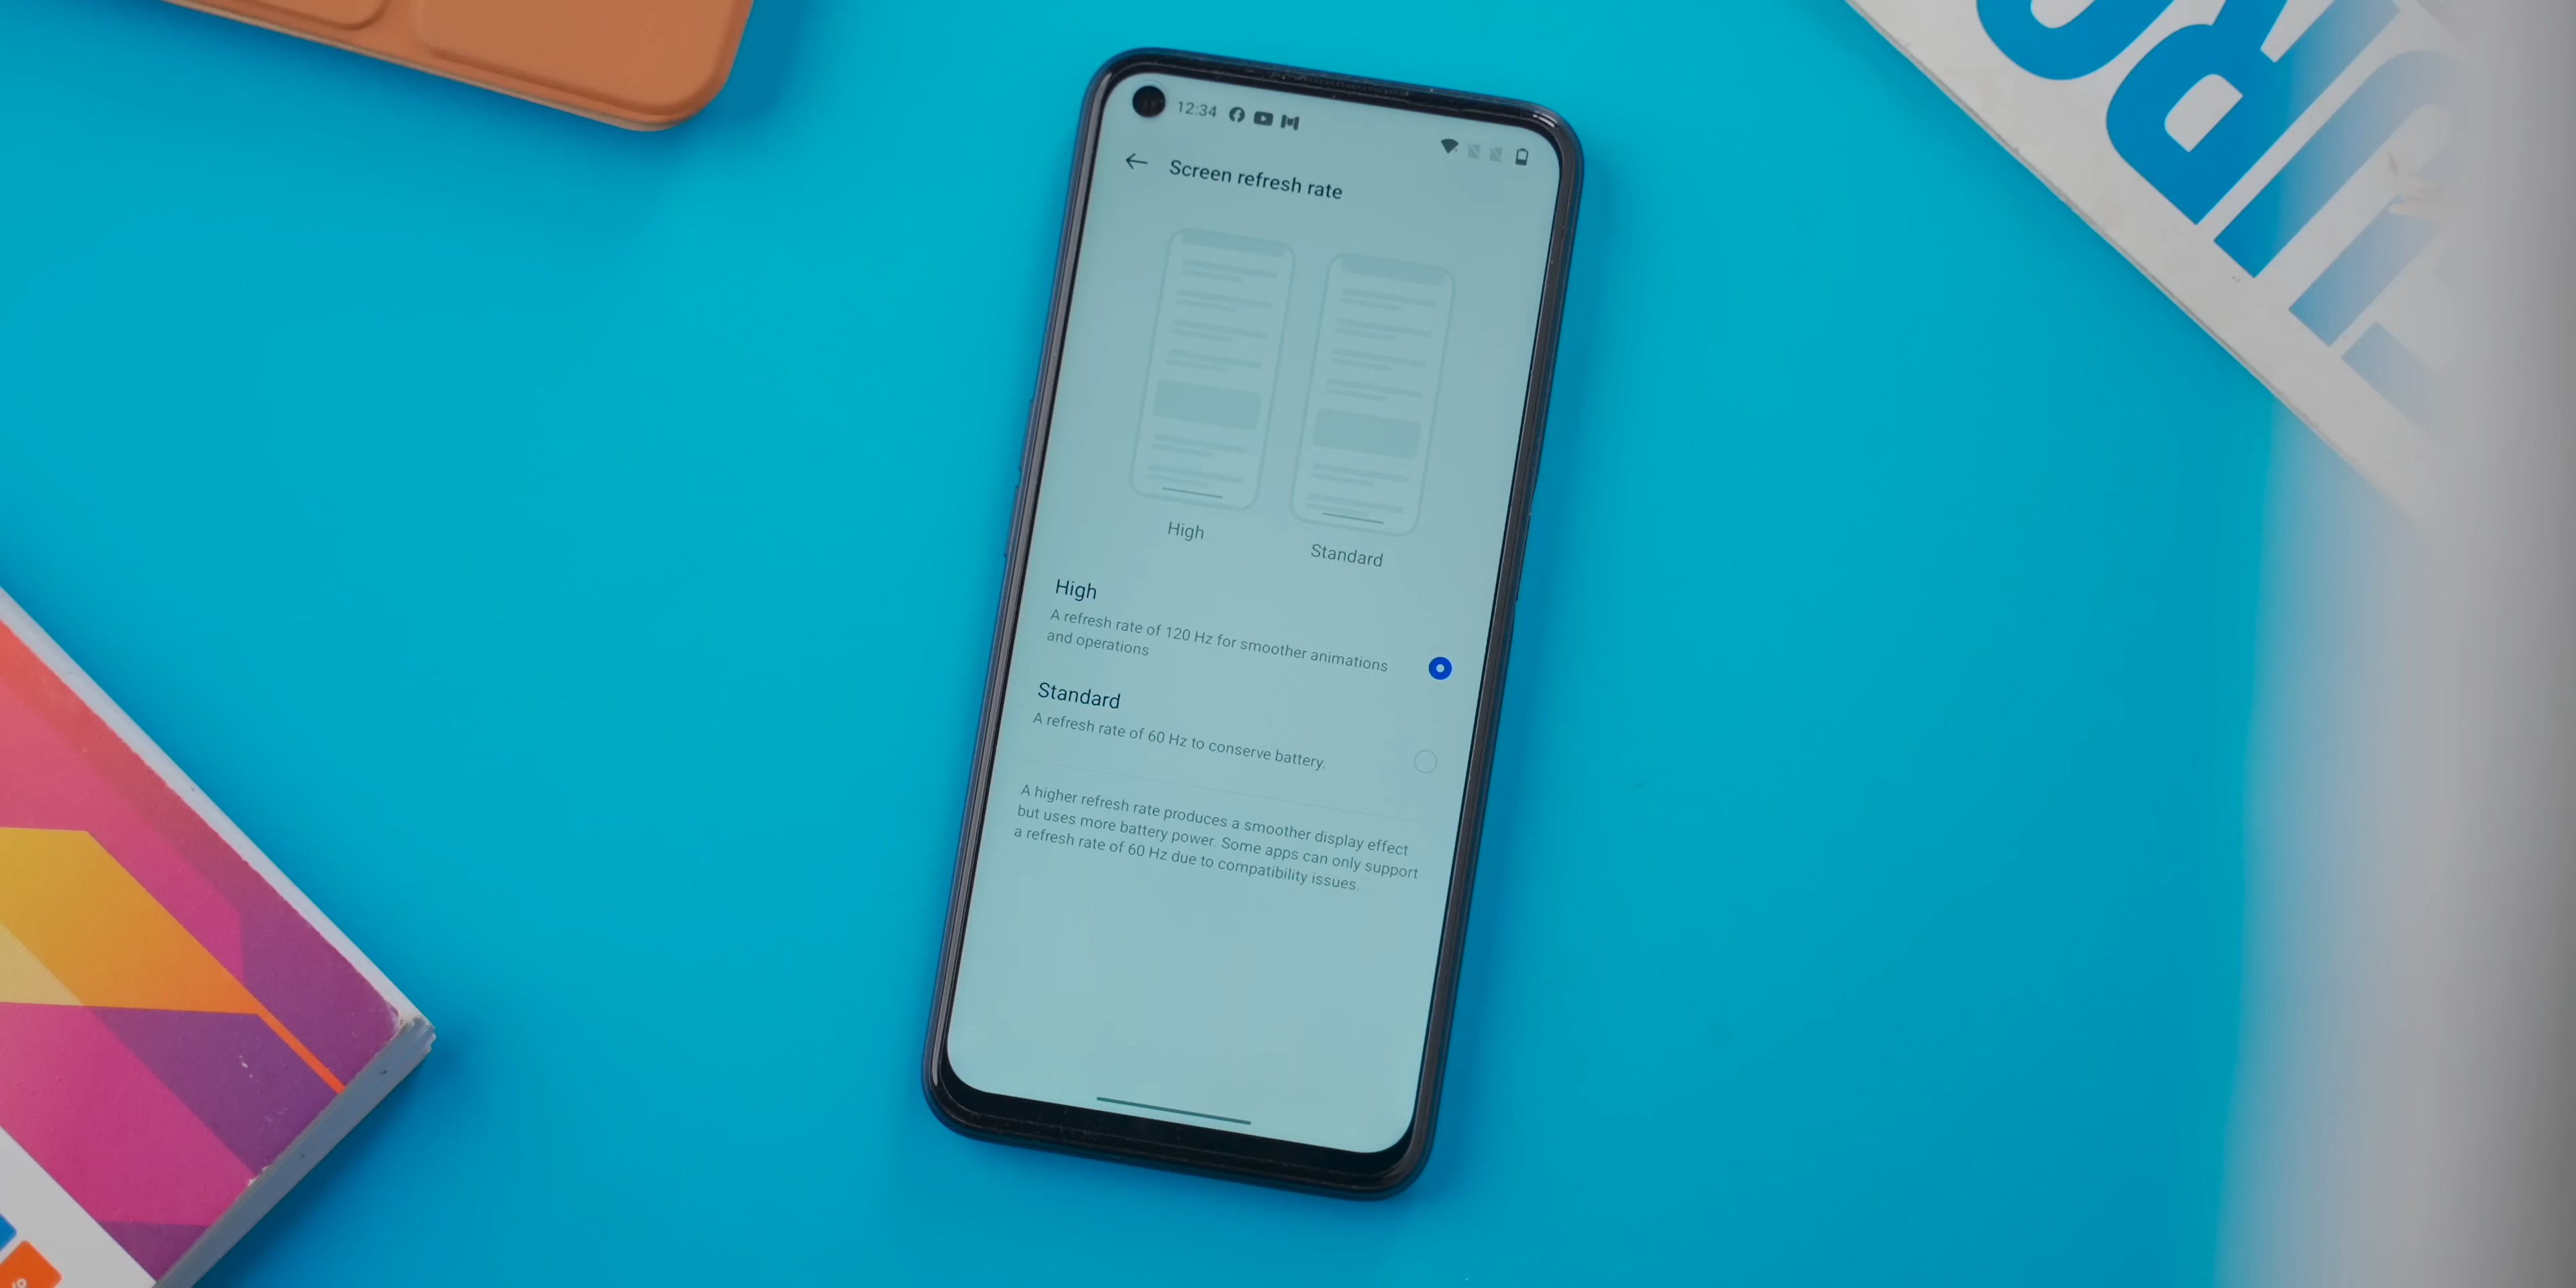 12:34
Screen refresh rate
High
Standard
High
A refresh rate of 120 Hz for smoother animations
and operations
Standard
A refresh rate of 60 Hz to conserve battery.
A higher refresh rate produces a smoother display effect
but uses more battery power. Some apps can only support
a refresh rate of 60 Hz due to compatibility issues.